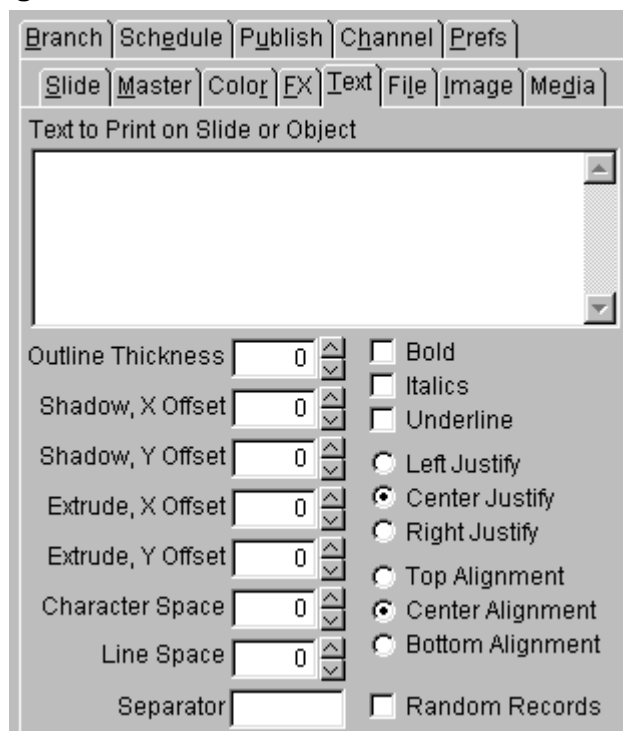 Branch Schedule Publish Channel Prefs
Slide Master Color FX Text File Image Media
Text to Print on Slide or Object
Outline Thickness 0 Bold
Italics
Shadow, X Offset 0 Underline
Shadow, Y Offset 0 Left Justify
Extrude, X Offset 0 Center Justify
Right Justify
Extrude, Y Offset 0 Top Alignment
Character Space 0 Center Alignment
Line Space 0 Bottom Alignment
Separator Random Records